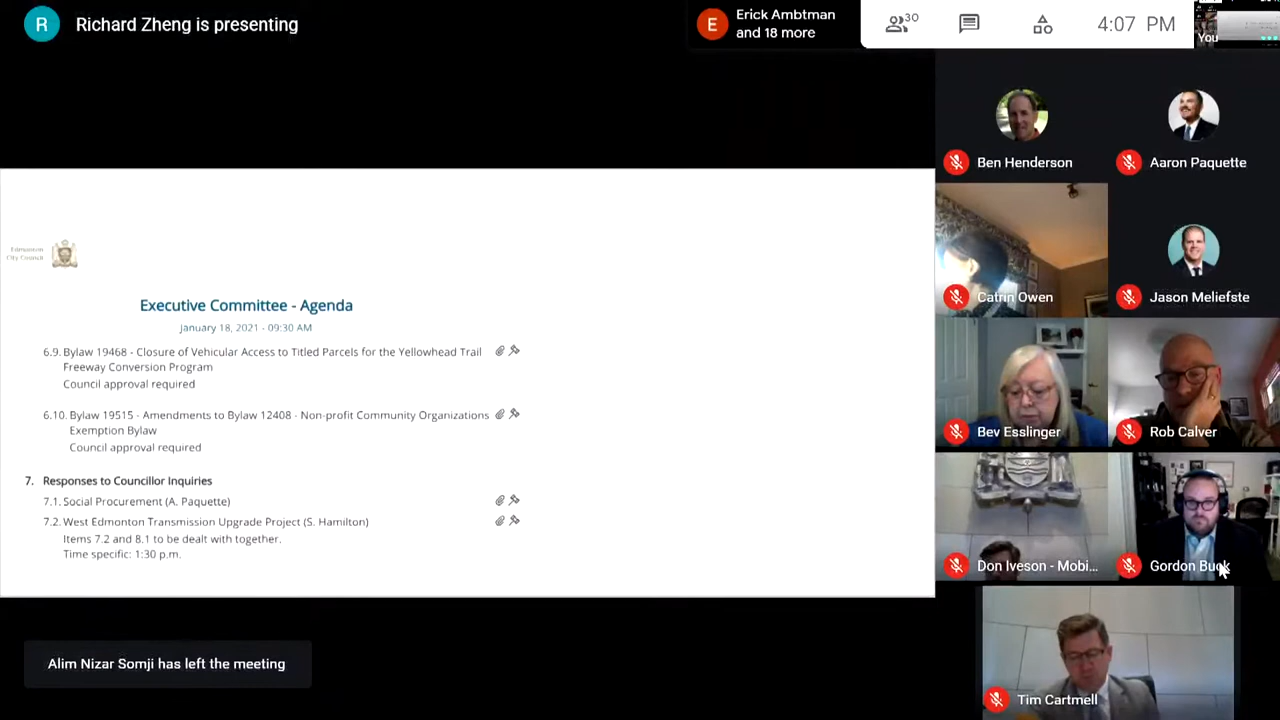 R
Richard Zheng is presenting
E
Erick Ambtman
and 18 more
30
4:07 PM
You
Ben Henderson
Aaron Paquette
Catrin Owen
Jason Meliefste
Bev Esslinger
Rob Calver
Don Iveson - Mobi...
Gordon Buck
Tim Cartmell
Edmonton
City Council
Executive Committee - Agenda
January 18, 2021 - 09:30 AM
6.9. Bylaw 19468 - Closure of Vehicular Access to Titled Parcels for the Yellowhead Trail
Freeway Conversion Program
Council approval required
6.10. Bylaw 19515 - Amendments to Bylaw 12408 - Non-profit Community Organizations
Exemption Bylaw
Council approval required
7. Responses to Councillor Inquiries
7.1. Social Procurement (A. Paquette)
7.2. West Edmonton Transmission Upgrade Project (S. Hamilton)
Items 7.2 and 8.1 to be dealt with together.
Time specific: 1:30 p.m.
Alim Nizar Somji has left the meeting